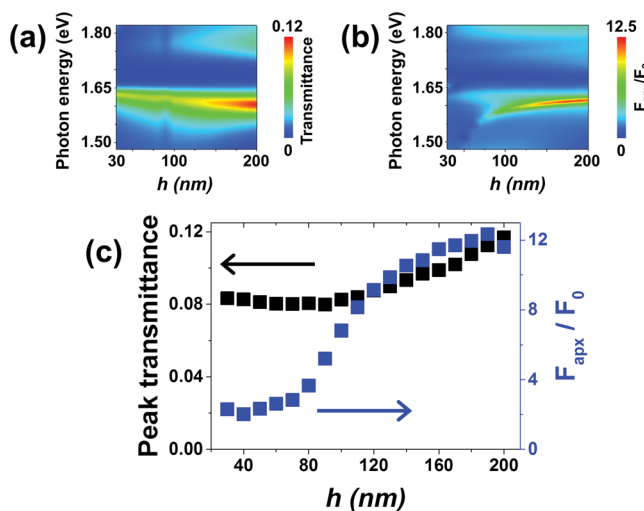 (a)
Photon energy (eV)
1.80
1.65
1.50
30
100
200
h (nm)
0.12
0
Transmittance
(b)
Photon energy (eV)
1.80
1.65
1.50
30
100
200
h (nm)
12.5
0
(c)
Peak transmittance
0.12
0.08
0.04
0.00
40
80
120
160
200
h (nm)
12
8
4
0
F_apx / F_0